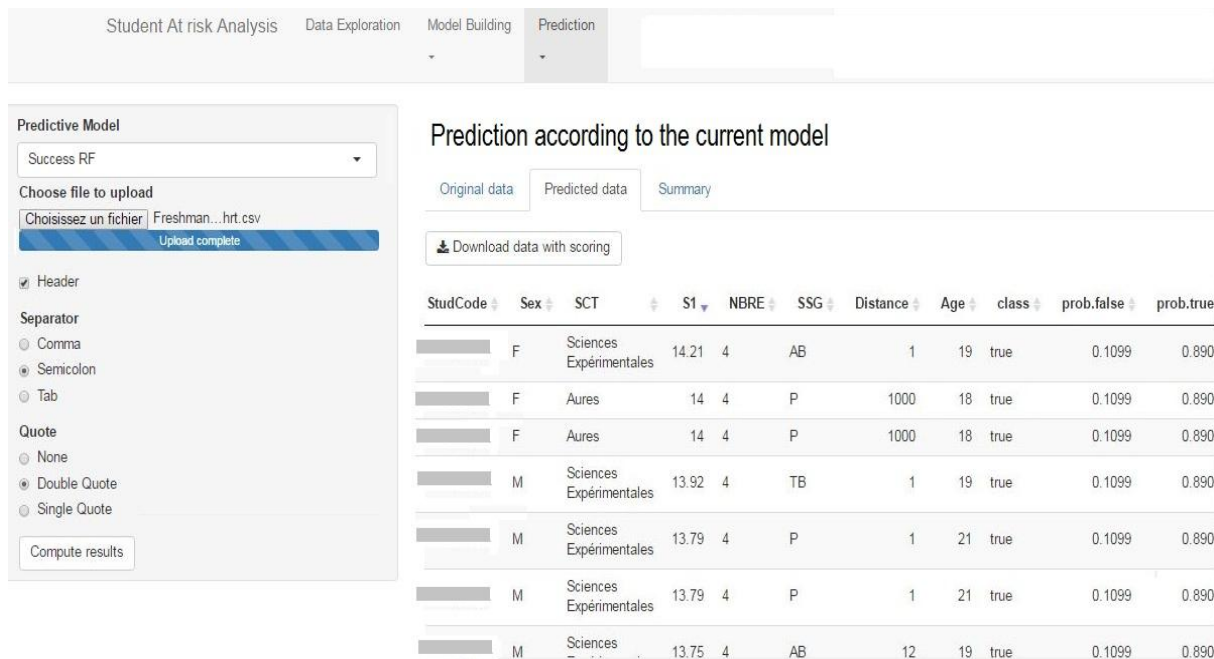 Student At risk Analysis Data Exploration Model Building Prediction
Predictive Model
Success RF
Choose file to upload
Choisissez un fichier Freshman...hrt.csv
Upload complete
Header
Separator
Comma
Semicolon
Tab
Quote
None
Double Quote
Single Quote
Compute results
Prediction according to the current model
Original data Predicted data Summary
Download data with scoring
StudCode Sex SCT S1 NBRE SSG Distance Age class prob.false prob.true
F Sciences Expérimentales 14.21 4 AB 1 19 true 0.1099 0.890
F Aures 14 4 P 1000 18 true 0.1099 0.890
F Aures 14 4 P 1000 18 true 0.1099 0.890
M Sciences Expérimentales 13.92 4 TB 1 19 true 0.1099 0.890
M Sciences Expérimentales 13.79 4 P 1 21 true 0.1099 0.890
M Sciences Expérimentales 13.79 4 P 1 21 true 0.1099 0.890
M Sciences 13.75 4 AB 12 19 true 0.1099 0.890